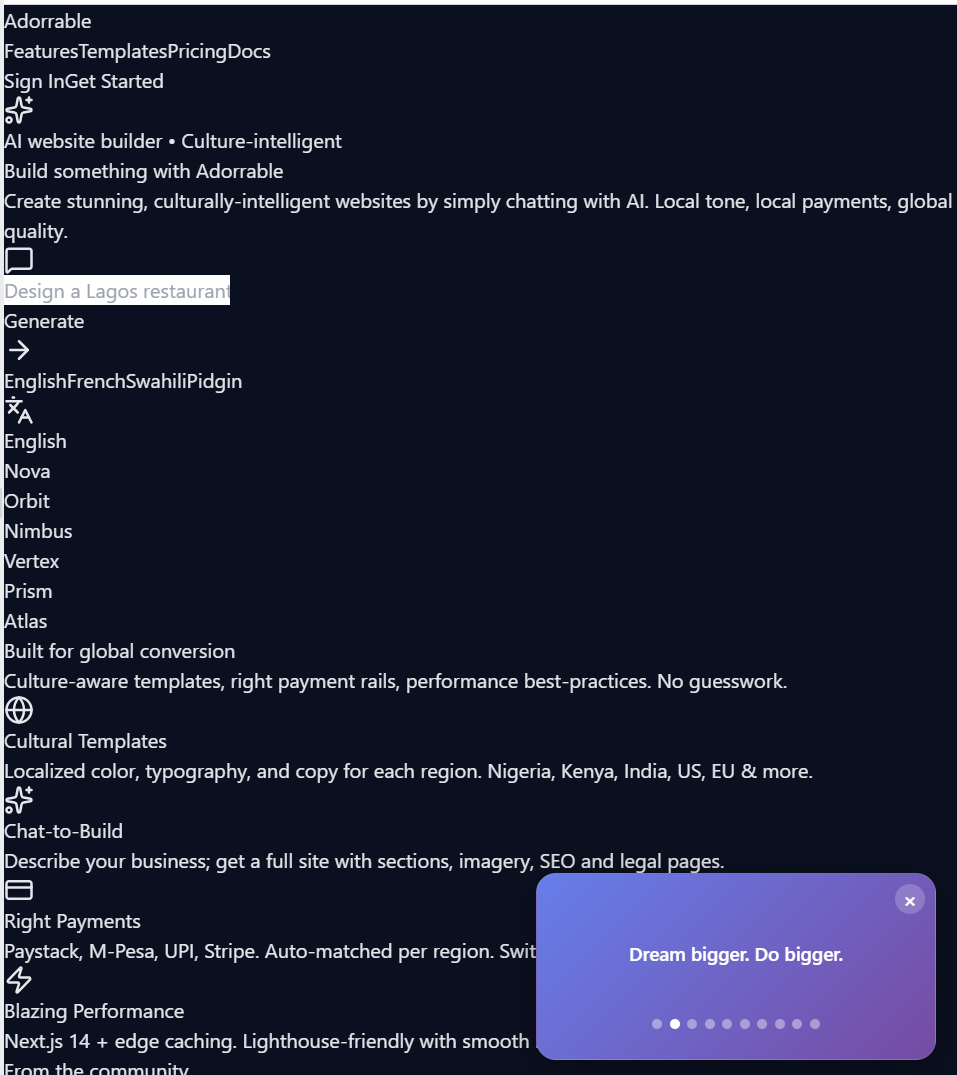 Adorrable
FeaturesTemplatesPricingDocs
Sign InGet Started
AI website builder • Culture-intelligent
Build something with Adorrable
Create stunning, culturally-intelligent websites by simply chatting with AI. Local tone, local payments, global
quality.
Design a Lagos restaurant
Generate
EnglishFrenchSwahiliPidgin
English
Nova
Orbit
Nimbus
Vertex
Prism
Atlas
Built for global conversion
Culture-aware templates, right payment rails, performance best-practices. No guesswork.
Cultural Templates
Localized color, typography, and copy for each region. Nigeria, Kenya, India, US, EU & more.
Chat-to-Build
Describe your business; get a full site with sections, imagery, SEO and legal pages.
Right Payments
Paystack, M-Pesa, UPI, Stripe. Auto-matched per region. Swit
Dream bigger. Do bigger.
Blazing Performance
Next.js 14 + edge caching. Lighthouse-friendly with smooth
From the community